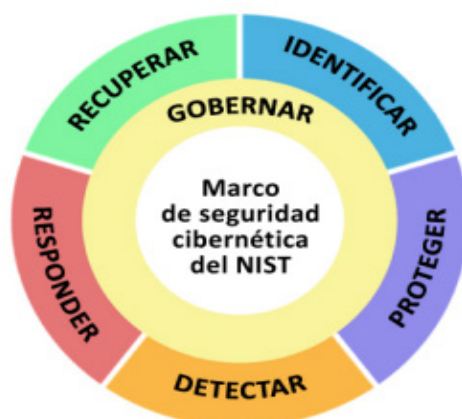 RECUPERAR
IDENTIFICAR
GOBERNAR
Marco
de seguridad
cibernética
del NIST
RESPONDER
PROTEGER
DETECTAR